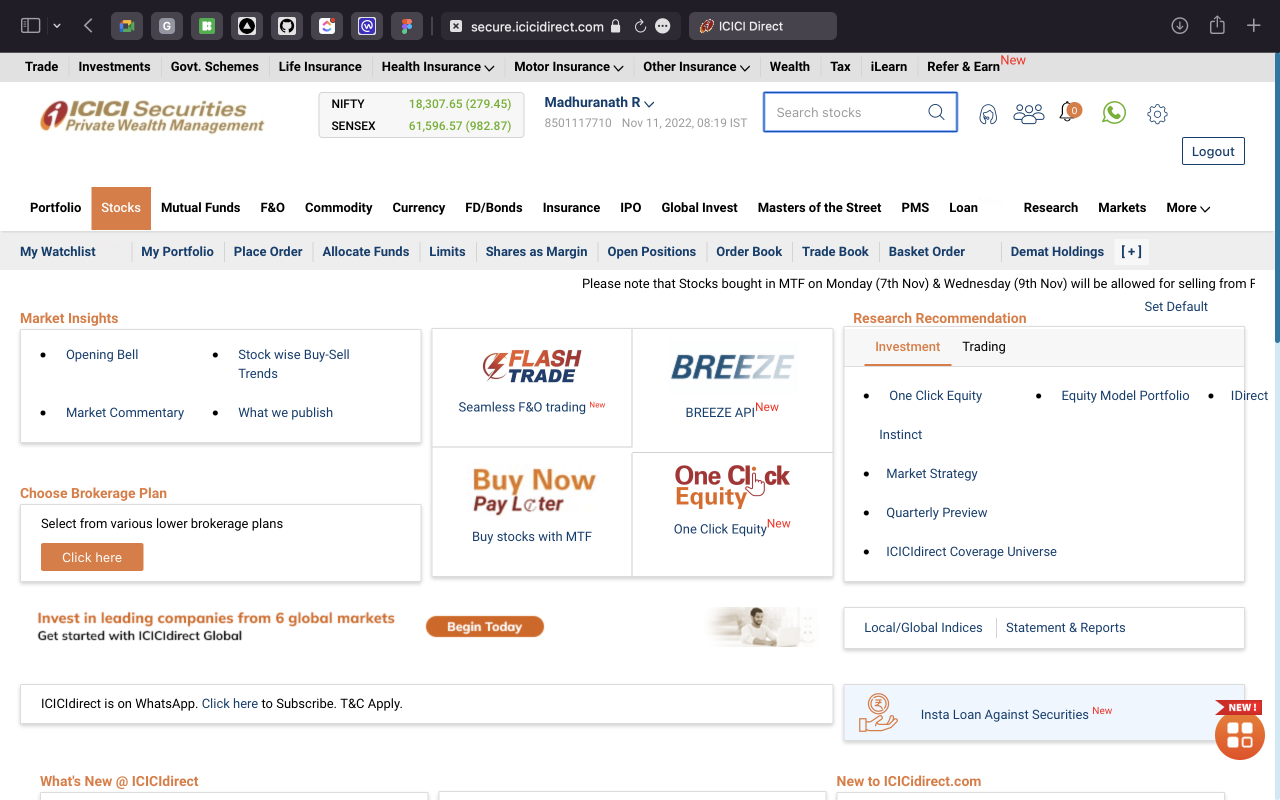 secure.icicidirect.com
ICICI Direct
Trade Investments Govt. Schemes Life Insurance Health Insurance Motor Insurance Other Insurance Wealth Tax iLearn Refer & Earn New
ICICI Securities
Private Wealth Management
NIFTY 18,307.65 (279.45)
SENSEX 61,596.57 (982.87)
Madhuranath R
8501117710 Nov 11, 2022, 08:19 IST
Search stocks
0
Logout
Portfolio Stocks Mutual Funds F&O Commodity Currency FD/Bonds Insurance IPO Global Invest Masters of the Street PMS Loan Research Markets More
My Watchlist My Portfolio Place Order Allocate Funds Limits Shares as Margin Open Positions Order Book Trade Book Basket Order Demat Holdings [ + ]
Please note that Stocks bought in MTF on Monday (7th Nov) & Wednesday (9th Nov) will be allowed for selling from F
Set Default
Market Insights
Opening Bell
Stock wise Buy-Sell
Trends
Market Commentary
What we publish
Choose Brokerage Plan
Select from various lower brokerage plans
Click here
FLASH
TRADE
Seamless F&O trading New
BREEZE
BREEZE API New
Buy Now
Pay Later
Buy stocks with MTF
One Click
Equity
One Click Equity New
Research Recommendation
Investment Trading
One Click Equity
Equity Model Portfolio
IDirect
Instinct
Market Strategy
Quarterly Preview
ICICIdirect Coverage Universe
Invest in leading companies from 6 global markets
Get started with ICICIdirect Global
Begin Today
Local/Global Indices Statement & Reports
ICICIdirect is on WhatsApp. Click here to Subscribe. T&C Apply.
Insta Loan Against Securities New
NEW !
What's New @ ICICIdirect
New to ICICidirect.com